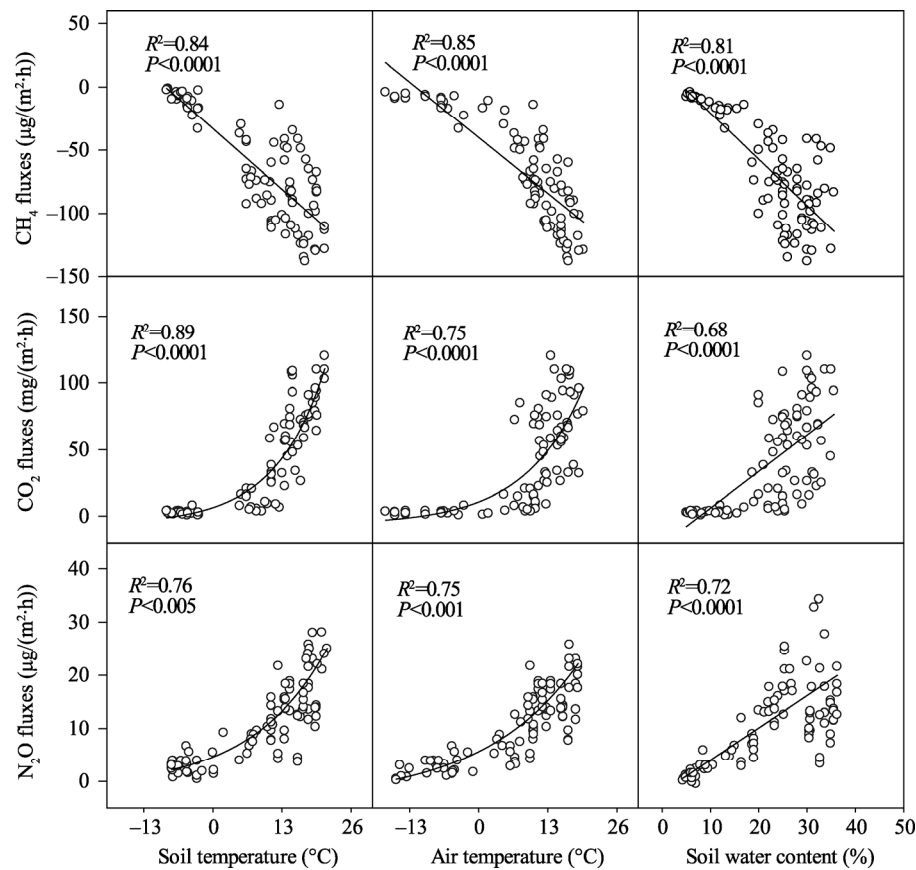 CH₄ fluxes (μg/(m²·h))
50
0
−50
−100
−150
R²=0.84
P<0.0001
R²=0.85
P<0.0001
R²=0.81
P<0.0001
CO₂ fluxes (mg/(m²·h))
150
100
50
0
R²=0.89
P<0.0001
R²=0.75
P<0.0001
R²=0.68
P<0.0001
N₂O fluxes (μg/(m²·h))
40
30
20
10
0
R²=0.76
P<0.005
R²=0.75
P<0.001
R²=0.72
P<0.0001
−13 0 13 26
−13 0 13 26
0 10 20 30 40 50
Soil temperature (°C)
Air temperature (°C)
Soil water content (%)